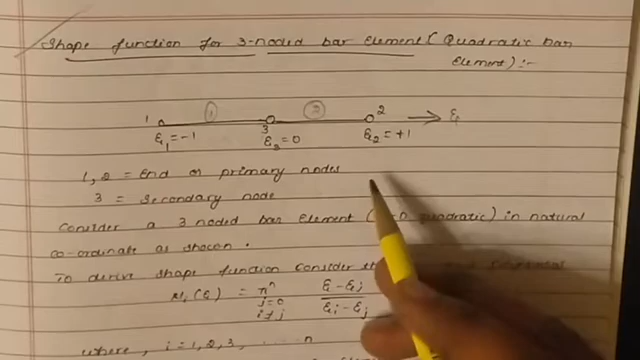 Shape function for 3-noded bar Element (Quadratic bar
Element) :-
① ②
1 3 2 → ξ
ξ₁ = -1 ξ₃ = 0 ξ₂ = +1
1, 2 = End or primary nodes
3 = Secondary node
Consider a 3 noded bar Element ( quadratic) in natural
co-ordinate as shown.
To derive shape function consider
Nᵢ(ξ) = πⁿ ξ - ξⱼ
j=0 ξᵢ - ξⱼ
i≠j
where, i = 1, 2, 3, ..... n